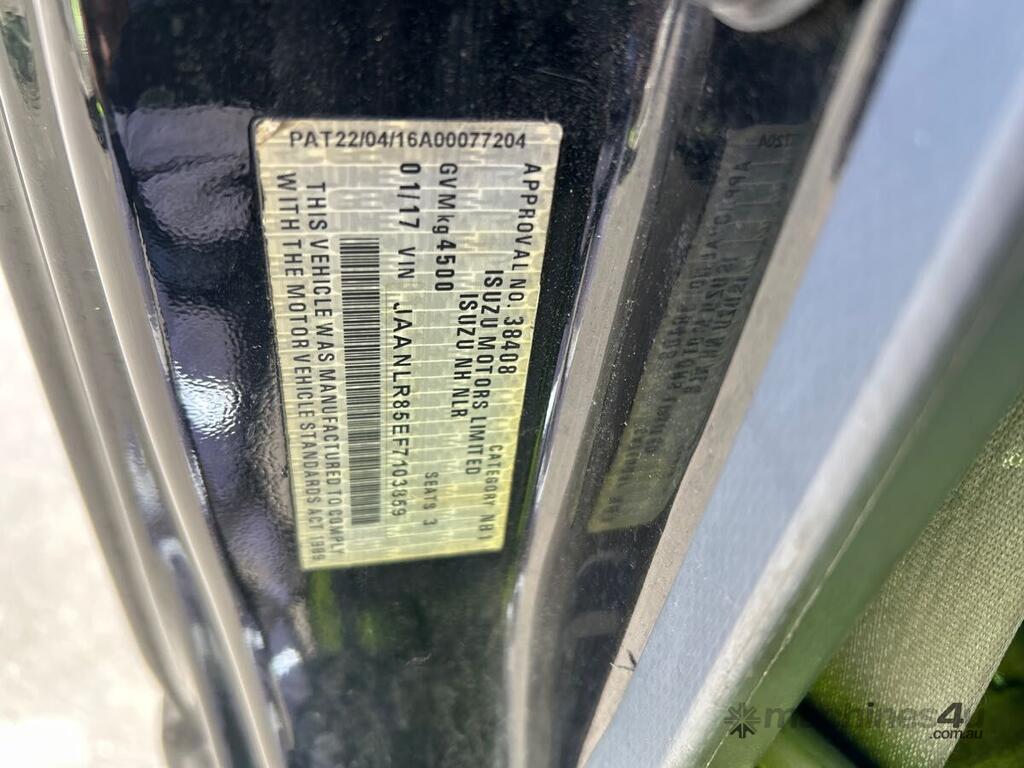 PAT22/04/16A00077204
APPROVAL NO. 38408 CATEGORY NB1
ISUZU MOTORS LIMITED
GVM kg 4500 ISUZU NH NLR SEATS 3
01/17 VIN JAANLR85EF7103859
THIS VEHICLE WAS MANUFACTURED TO COMPLY
WITH THE MOTOR VEHICLE STANDARDS ACT 1989
machines4u
.com.au